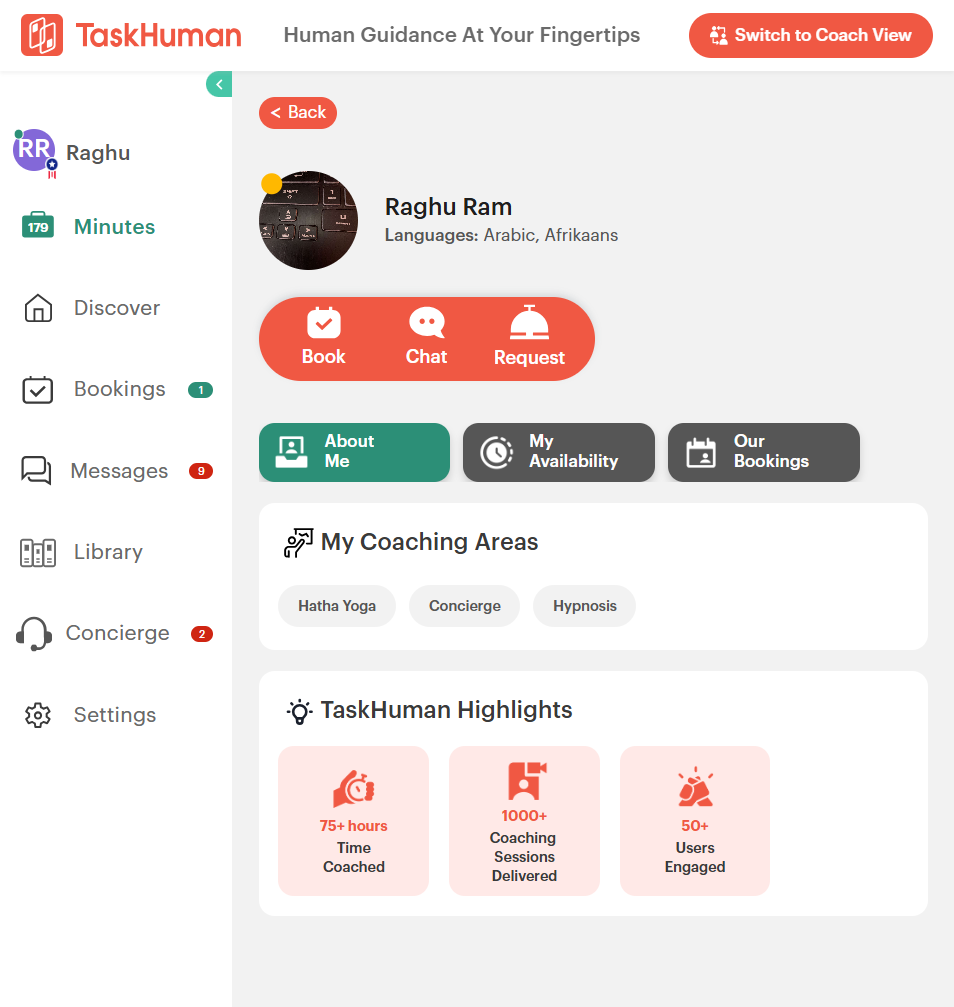 TaskHuman
Human Guidance At Your Fingertips
Switch to Coach View
< Back
RR
Raghu
179
Minutes
Discover
Bookings
1
Messages
9
Library
Concierge
2
Settings
Raghu Ram
Languages: Arabic, Afrikaans
Book
Chat
Request
About
Me
My
Availability
Our
Bookings
My Coaching Areas
Hatha Yoga
Concierge
Hypnosis
TaskHuman Highlights
75+ hours
Time
Coached
1000+
Coaching
Sessions
Delivered
50+
Users
Engaged